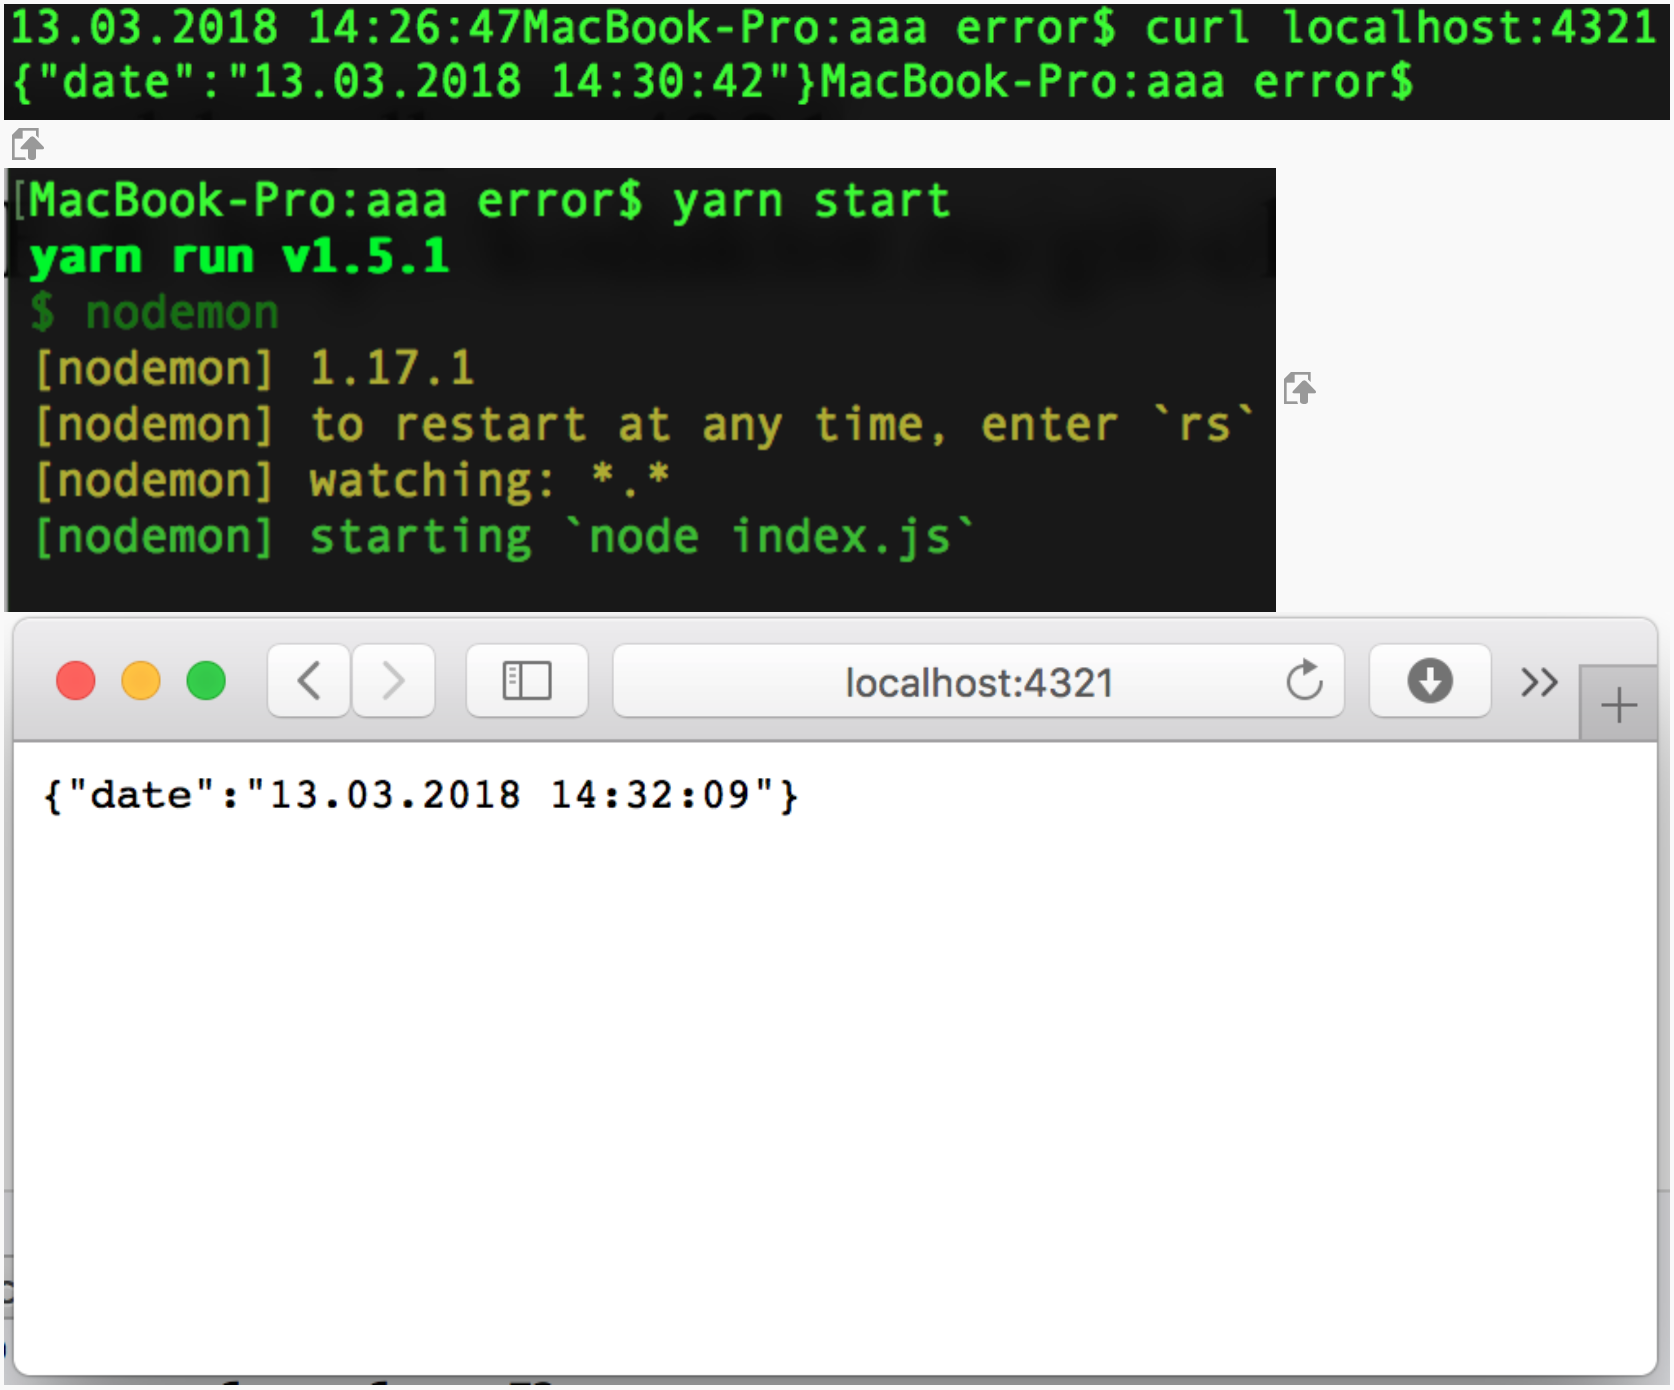 13.03.2018 14:26:47MacBook-Pro:aaa error$ curl localhost:4321
{"date":"13.03.2018 14:30:42"}MacBook-Pro:aaa error$
[MacBook-Pro:aaa error$ yarn start
yarn run v1.5.1
$ nodemon
[nodemon] 1.17.1
[nodemon] to restart at any time, enter `rs`
[nodemon] watching: *.*
[nodemon] starting `node index.js`
localhost:4321
{"date":"13.03.2018 14:32:09"}